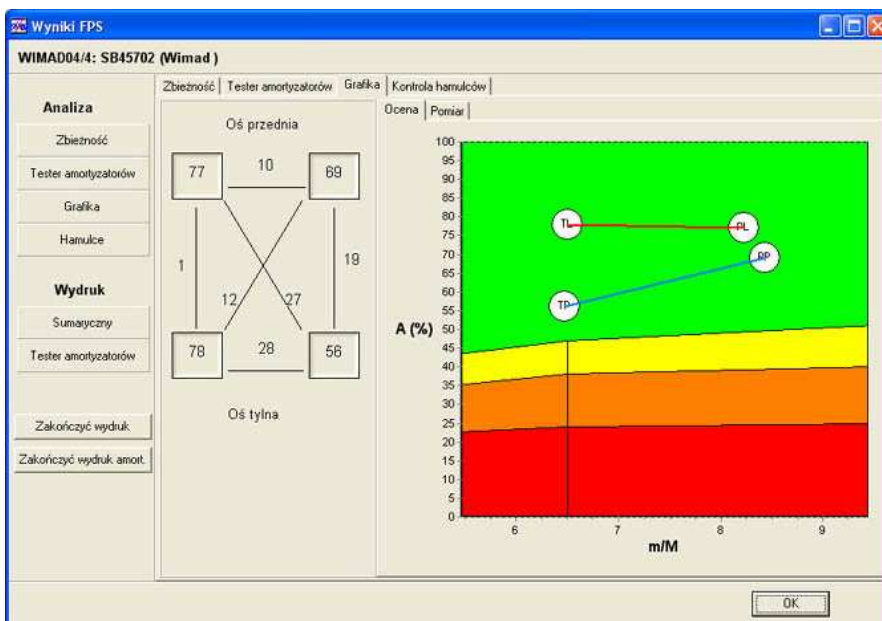 Wyniki FPS
WIMAD04/4: SB45702 (Wimad )
Analiza
Zbieżność
Tester amortyzatorów
Grafika
Hamulce
Wydruk
Sumaryczny
Tester amortyzatorów
Zakończyć wydruk
Zakończyć wydruk amort.
Zbieżność Tester amortyzatorów Grafika Kontrola hamulców
Oś przednia
77 10 69
1 19
12 27
78 28 56
Oś tylna
Ocena Pomiar
100
95
90
85
80
75
70
65
60
55
50
45
40
35
30
25
20
15
10
5
0
A (%)
TL PL
PP
TP
6 7 8 9
m/M
OK